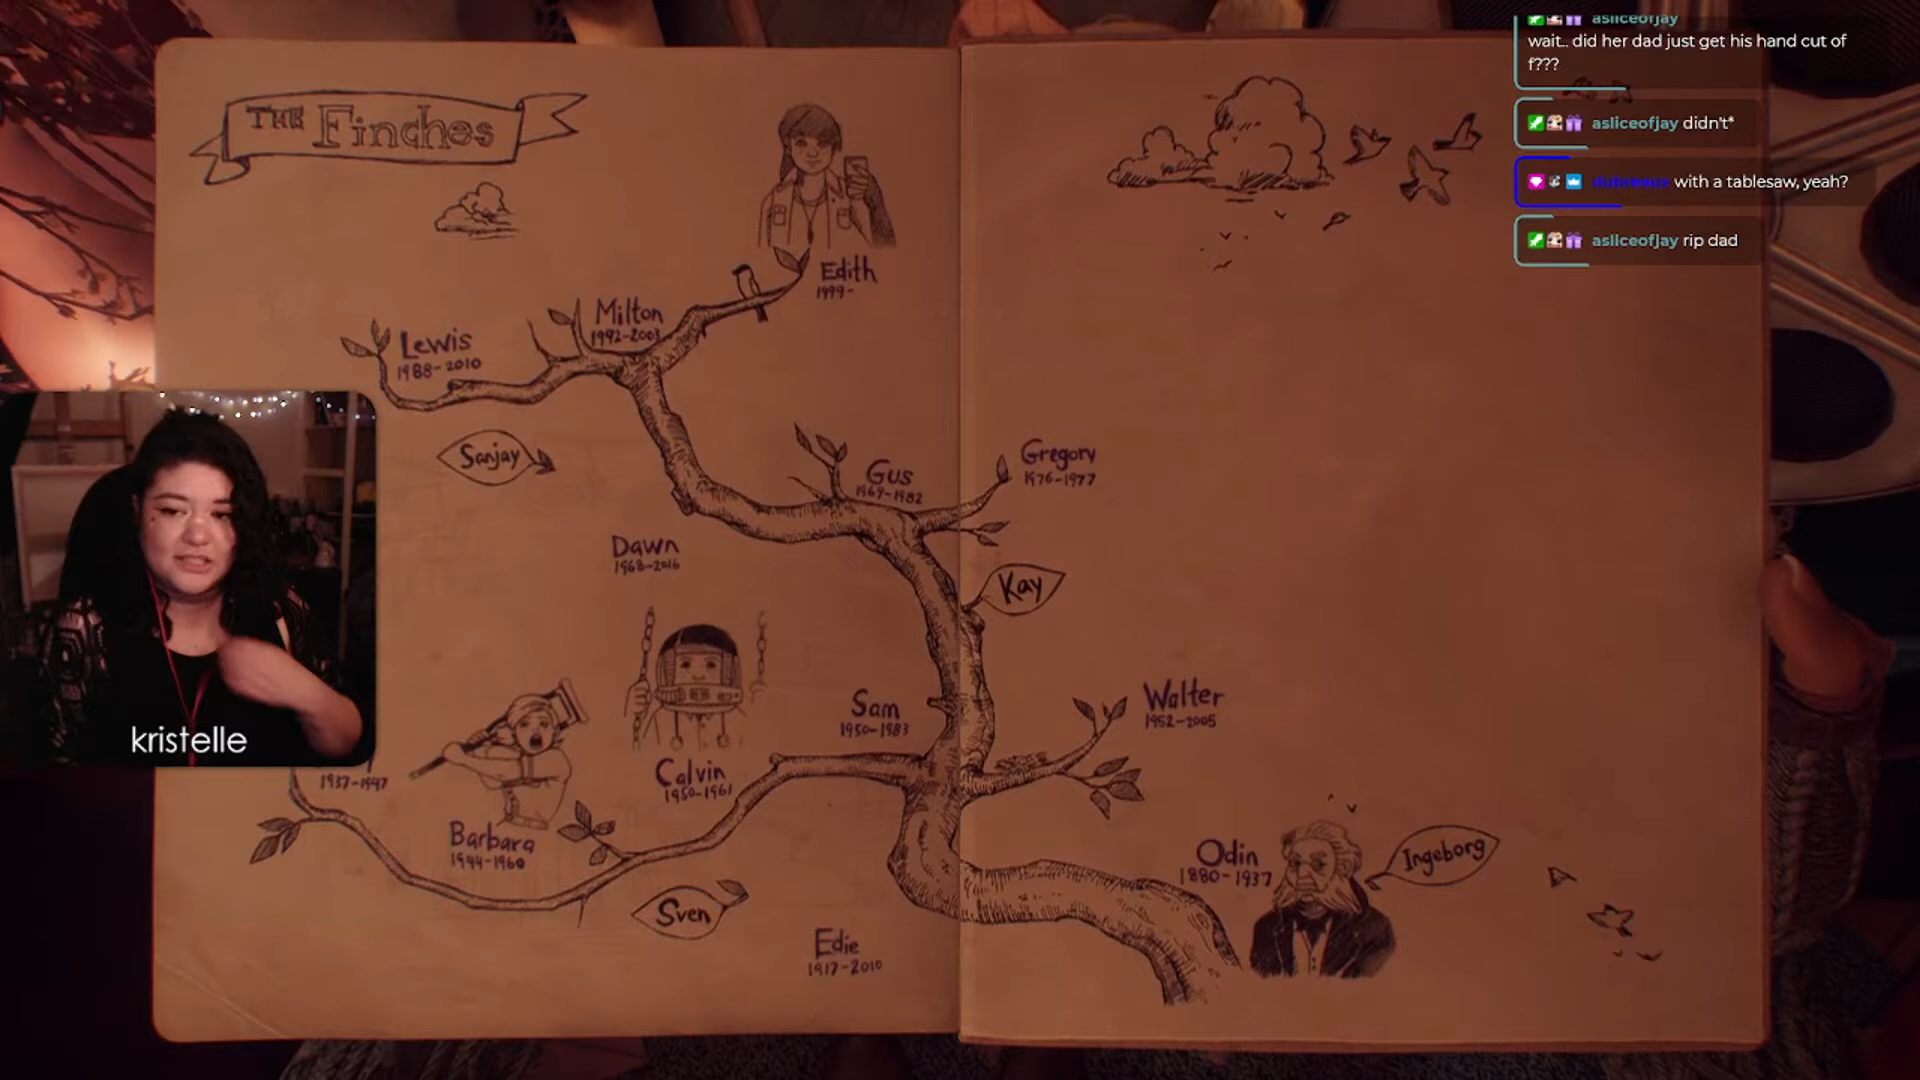 THE Finches
Edith
1999-
Milton
1992-2003
Lewis
1988-2010
Sanjay
Gus
1969-1982
Gregory
1976-1977
Dawn
1968-2016
Kay
Sam
1950-1983
Walter
1952-2005
Calvin
1950-1961
1937-1947
Barbara
1944-1960
Odin
1880-1937
Ingeborg
Sven
Edie
1917-2010
kristelle
asliceofjay
wait.. did her dad just get his hand cut of
f???
asliceofjay didn't*
with a tablesaw, yeah?
asliceofjay rip dad